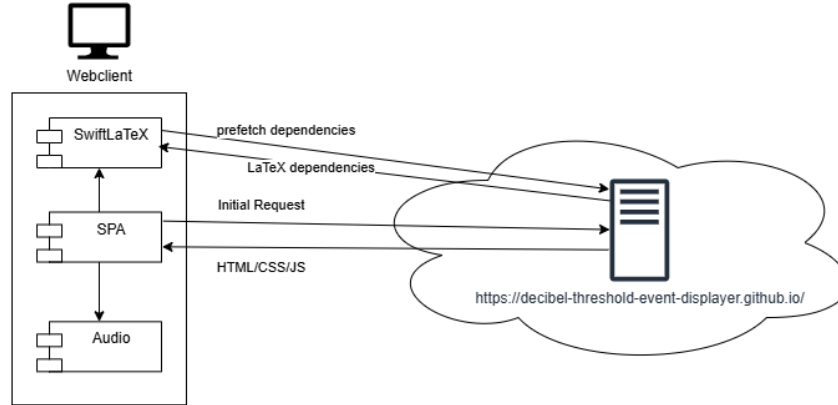 Webclient
SwiftLaTeX
prefetch dependencies
LaTeX dependencies
Initial Request
SPA
HTML/CSS/JS
https://decibel-threshold-event-displayer.github.io/
Audio